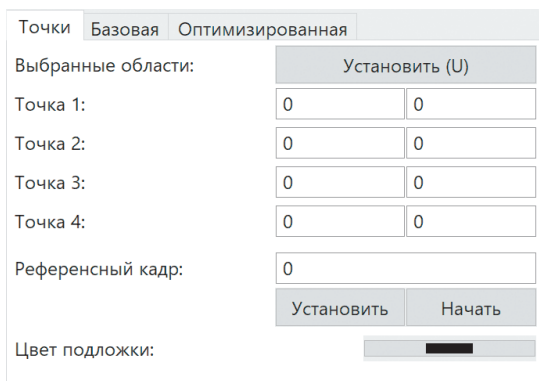 Точки Базовая Оптимизированная
Выбранные области: Установить (U)
Точка 1: 0 0
Точка 2: 0 0
Точка 3: 0 0
Точка 4: 0 0
Референсный кадр: 0
Установить Начать
Цвет подложки: